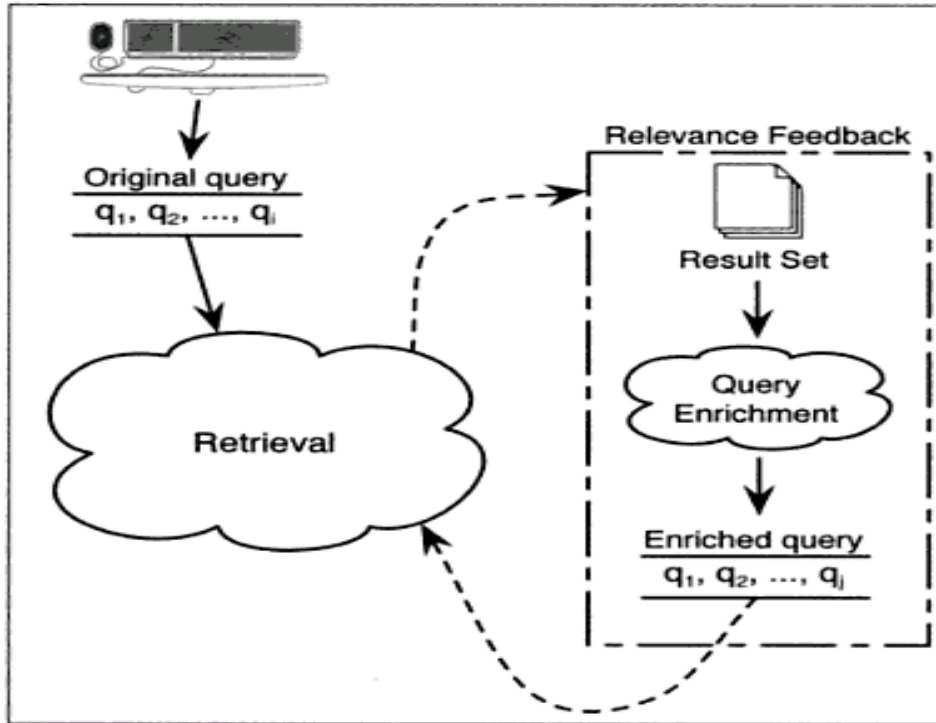 Original query
q₁, q₂, ..., qᵢ
Retrieval
Relevance Feedback
Result Set
Query
Enrichment
Enriched query
q₁, q₂, ..., qⱼ